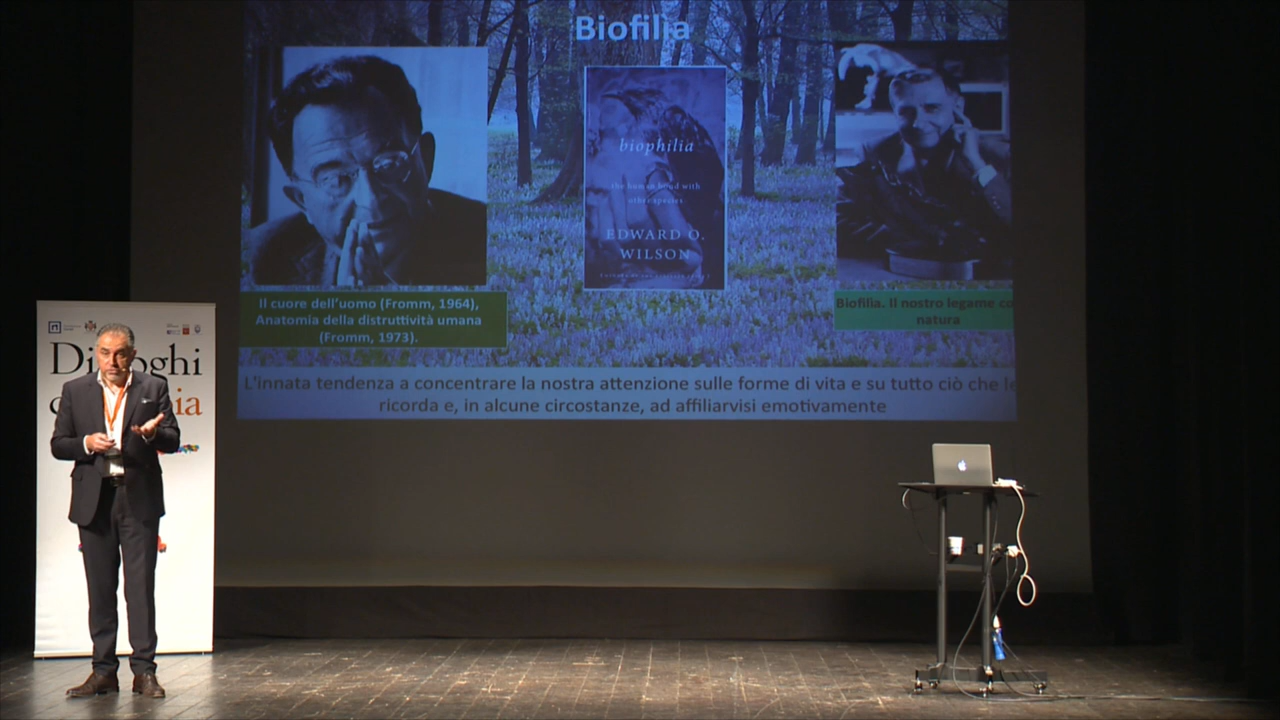 Biofilia
biophilia
the human bond with
other species
EDWARD O.
WILSON
Il cuore dell'uomo (Fromm, 1964),
Anatomia della distruttività umana
(Fromm, 1973).
Biofilia. Il nostro legame co
natura
L'innata tendenza a concentrare la nostra attenzione sulle forme di vita e su tutto ciò che le
ricorda e, in alcune circostanze, ad affiliarvisi emotivamente